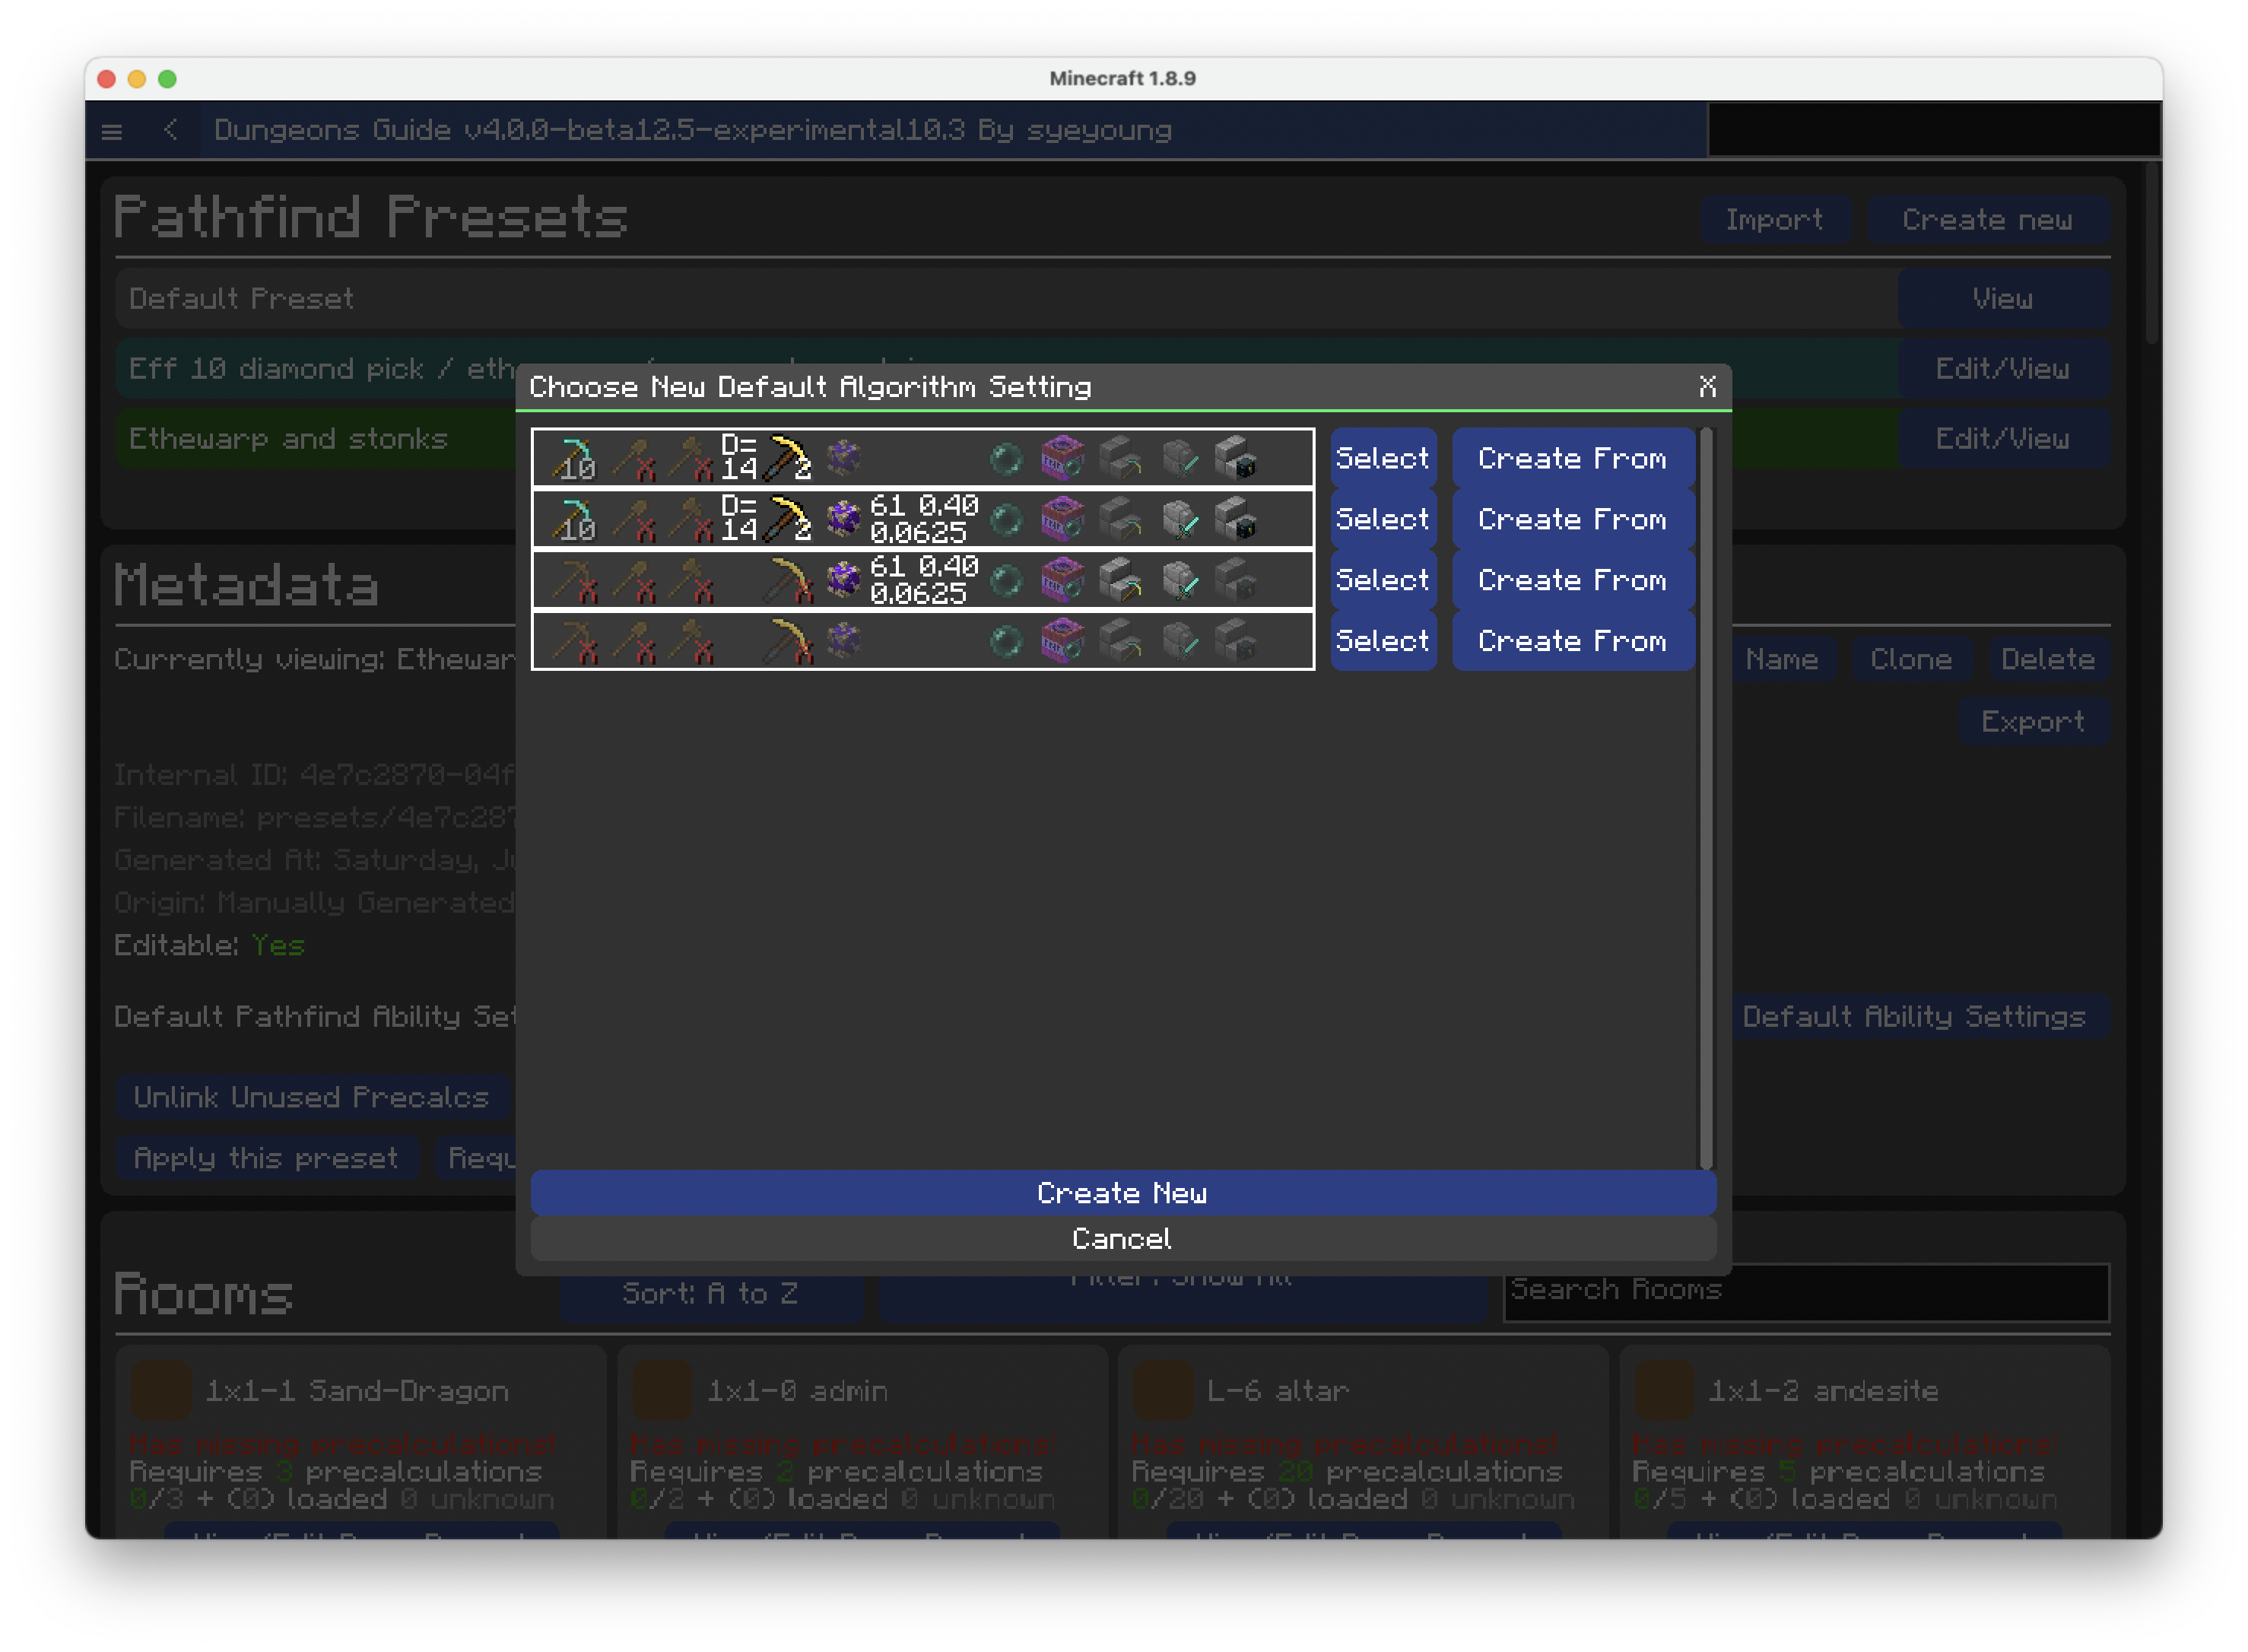 Minecraft 1.8.9
Dungeons Guide v4.0.0-beta12.5-experimental10.3 By syeyoung
Pathfind Presets
Import
Create new
Default Preset
View
Eff 10 diamond pick / eth
Edit/View
Ethewarp and stonks
Edit/View
Choose New Default Algorithm Setting
X
10
D=
14
2
Select
Create From
10
D=
14
2
61 0.40
0.0625
Select
Create From
61 0.40
0.0625
Select
Create From
Select
Create From
Create New
Cancel
Metadata
Currently viewing: Ethewar
Name
Clone
Delete
Export
Internal ID: 4e7c2870-04f
Filename: presets/4e7c287
Generated At: Saturday, Ju
Origin: Manually Generated
Editable: Yes
Default Pathfind Ability Set
Default Ability Settings
Unlink Unused Precalcs
Apply this preset
Requ
Rooms
Sort: A to Z
Filter : Show All
Search Rooms
1x1-1 Sand-Dragon
Has missing precalculations!
Requires 3 precalculations
0/3 + (0) loaded 0 unknown
1x1-0 admin
Has missing precalculations!
Requires 2 precalculations
0/2 + (0) loaded 0 unknown
L-6 altar
Has missing precalculations!
Requires 20 precalculations
0/20 + (0) loaded 0 unknown
1x1-2 andesite
Has missing precalculations!
Requires 5 precalculations
0/5 + (0) loaded 0 unknown